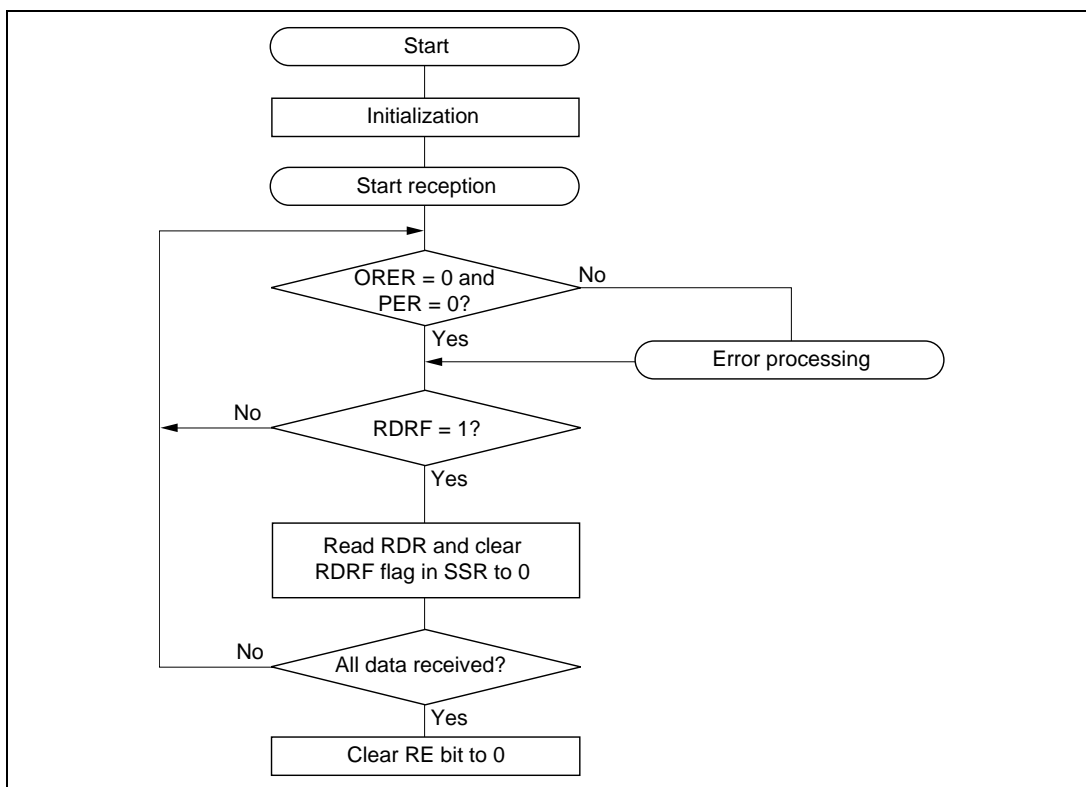 Start
Initialization
Start reception
ORER = 0 and
PER = 0?
No
Yes
Error processing
No
RDRF = 1?
Yes
Read RDR and clear
RDRF flag in SSR to 0
No
All data received?
Yes
Clear RE bit to 0